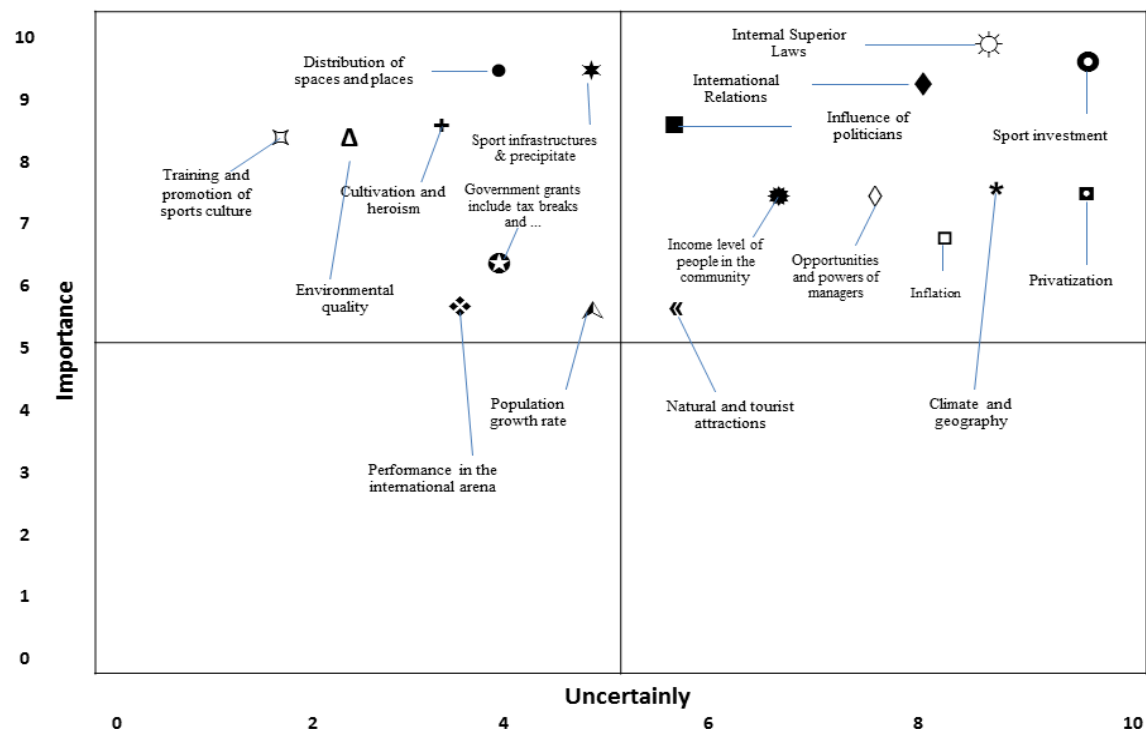 10
9
8
7
6
5
4
3
2
1
0
Importance
Distribution of
spaces and places
Training and
promotion of
sports culture
Environmental
quality
Cultivation and
heroism
Sport infrastructures
& precipitate
Government grants
include tax breaks
and ...
Performance in the
international arena
Population
growth rate
Internal Superior
Laws
International
Relations
Influence of
politicians
Sport investment
Income level of
people in the
community
Opportunities
and powers of
managers
Inflation
Privatization
Natural and tourist
attractions
Climate and
geography
Uncertainly
0 2 4 6 8 10